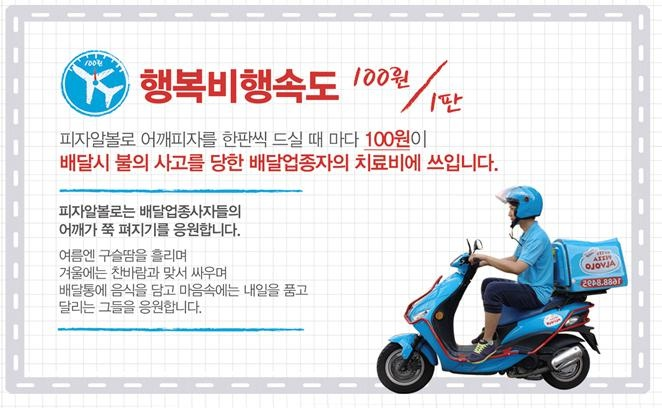 100원
행복비행속도 100원/1판
피자알볼로 어깨피자를 한판씩 드실 때 마다 100원이
배달시 불의 사고를 당한 배달업종자의 치료비에 쓰입니다.
피자알볼로는 배달업종사자들의
어깨가 쭉 펴지기를 응원합니다.
여름엔 구슬땀을 흘리며
겨울에는 찬바람과 맞서 싸우며
배달통에 음식을 담고 마음속에는 내일을 품고
달리는 그들을 응원합니다.
PIZZA
ALVOLO
1688.8495